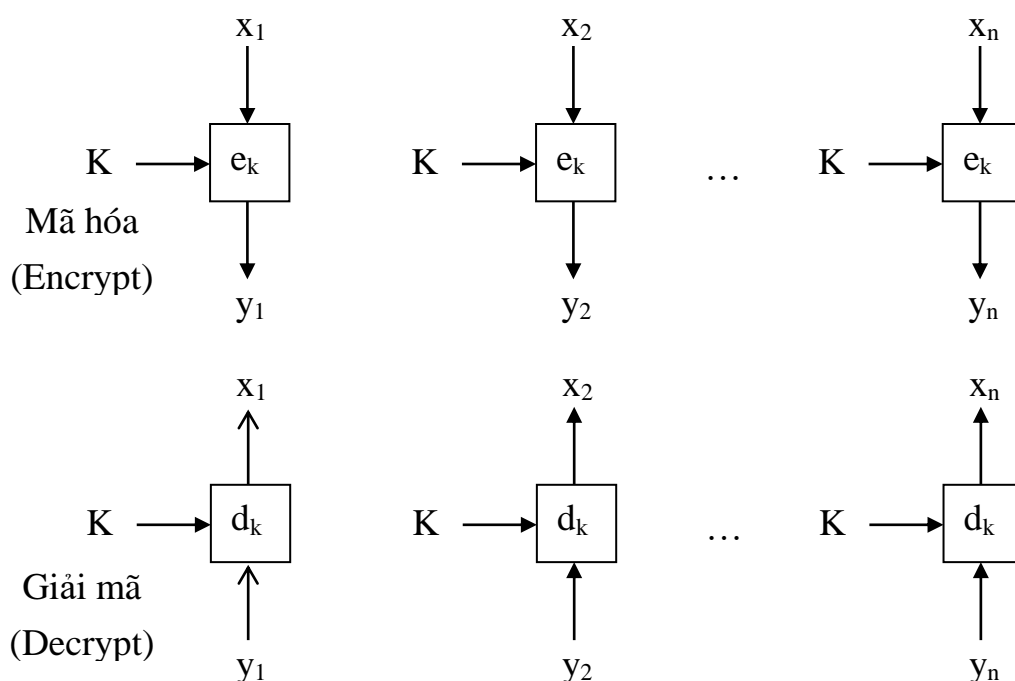 x₁ x₂ xₙ
K eₖ K eₖ … K eₖ
Mã hóa
(Encrypt)
y₁ y₂ yₙ
x₁ x₂ xₙ
K dₖ K dₖ … K dₖ
Giải mã
(Decrypt)
y₁ y₂ yₙ